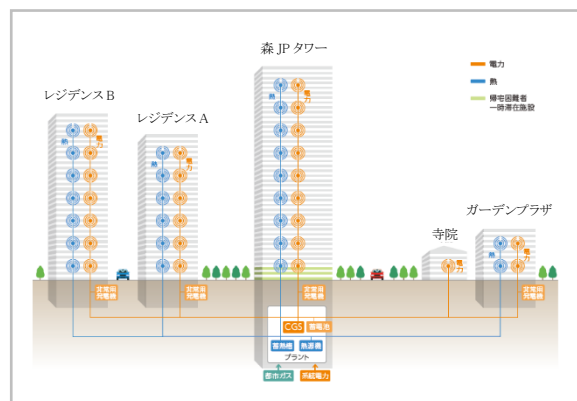 森JPタワー
電力
熱
帰宅困難者
一時滞在施設
レジデンスB
レジデンスA
ガーデンプラザ
寺院
熱
電力
熱
電力
熱
電力
電力
熱
電力
非常用
発電機
非常用
発電機
非常用
発電機
非常用
発電機
CGS
蓄電池
蓄熱槽
熱源機
プラント
都市ガス
系統電力